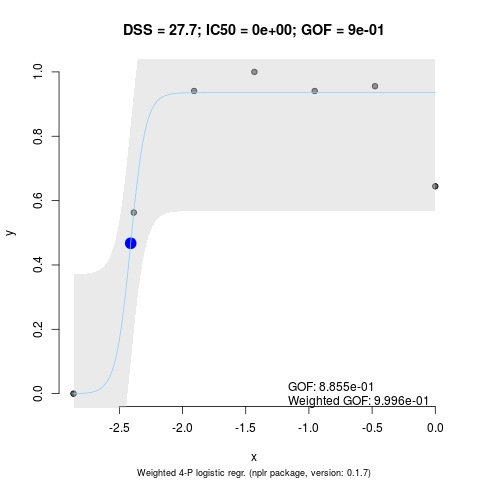 DSS = 27.7; IC50 = 0e+00; GOF = 9e-01
1.0
0.8
0.6
0.4
0.2
0.0
y
GOF: 8.855e-01
Weighted GOF: 9.996e-01
-2.5 -2.0 -1.5 -1.0 -0.5 0.0
x
Weighted 4-P logistic regr. (nplr package, version: 0.1.7)